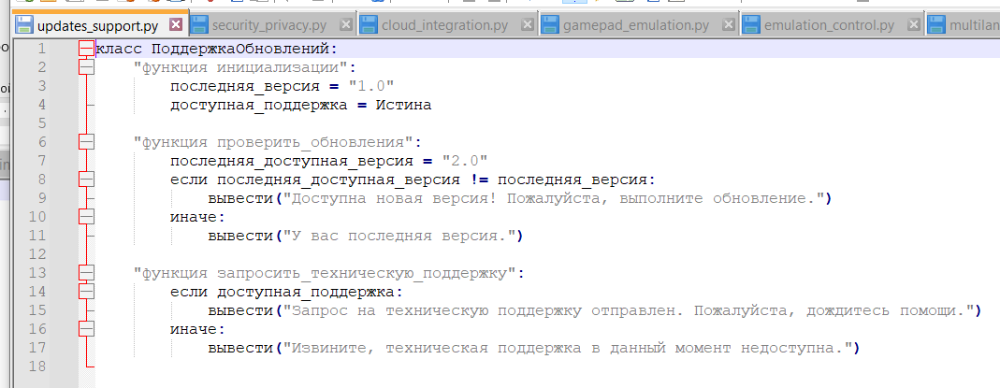 updates_support.py security_privacy.py cloud_integration.py gamepad_emulation.py emulation_control.py multilan
1 класс ПоддержкаОбновлений:
2 "функция инициализации":
3 последняя_версия = "1.0"
4 доступная_поддержка = Истина
5
6 "функция проверить_обновления":
7 последняя_доступная_версия = "2.0"
8 если последняя_доступная_версия != последняя_версия:
9 вывести("Доступна новая версия! Пожалуйста, выполните обновление.")
10 иначе:
11 вывести("У вас последняя версия.")
12
13 "функция запросить_техническую_поддержку":
14 если доступная_поддержка:
15 вывести("Запрос на техническую поддержку отправлен. Пожалуйста, дождитесь помощи.")
16 иначе:
17 вывести("Извините, техническая поддержка в данный момент недоступна.")
18